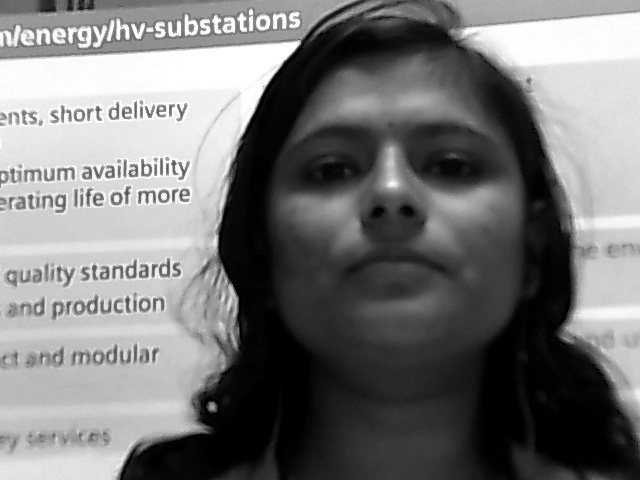 n/energy/hv-substations
ents, short delivery
ptimum availability
erating life of more
quality standards
and production
ct and modular
ey services